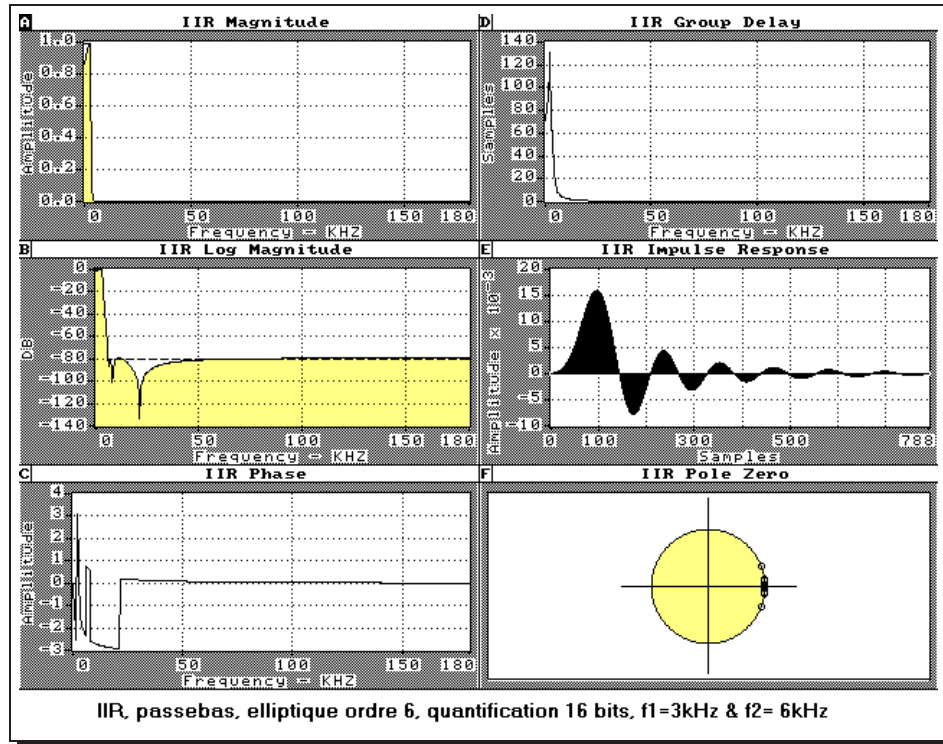 A IIR Magnitude
1.0
0.8
0.6
0.4
0.2
0.0
Amplitude
0 50 100 150 180
Frequency - KHZ
D IIR Group Delay
140
120
100
80
60
40
20
0
Samples
0 50 100 150 180
Frequency - KHZ
B IIR Log Magnitude
0
-20
-40
-60
-80
-100
-120
-140
DB
0 50 100 150 180
Frequency - KHZ
E IIR Impulse Response
20
15
10
5
0
-5
-10
Amplitude x 10-3
0 100 300 500 788
Samples
C IIR Phase
4
3
2
1
0
-1
-2
-3
Amplitude
0 50 100 150 180
Frequency - KHZ
F IIR Pole Zero
IIR, passebas, elliptique ordre 6, quantification 16 bits, f1=3kHz & f2= 6kHz